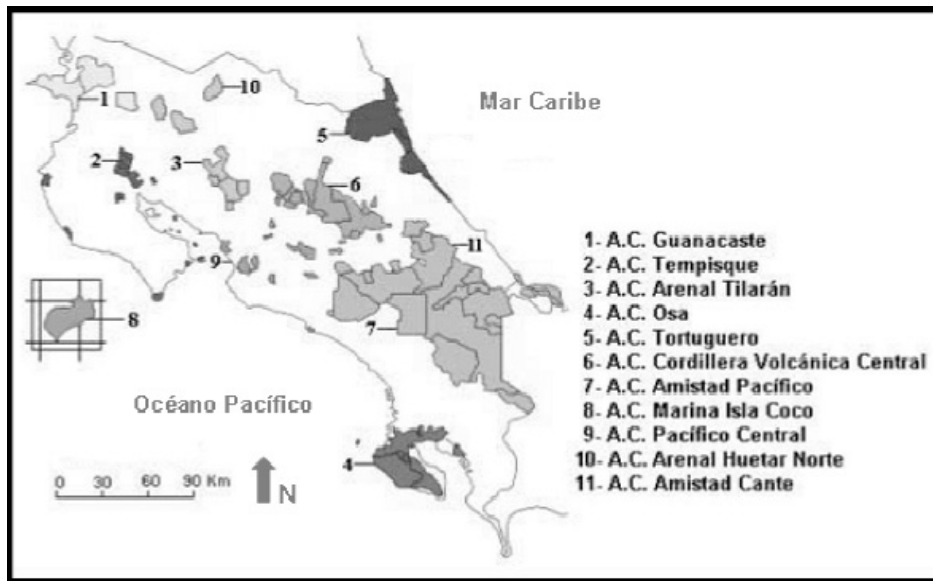 10
1
Mar Caribe
5
2
3
6
11
9
8
7
Océano Pacífico
4
0 30 60 90 Km
N
1- A.C. Guanacaste
2- A.C. Tempisque
3- A.C. Arenal Tilarán
4- A.C. Osa
5- A.C. Tortuguero
6- A.C. Cordillera Volcánica Central
7- A.C. Amistad Pacífico
8- A.C. Marina Isla Coco
9- A.C. Pacífico Central
10- A.C. Arenal Huetar Norte
11- A.C. Amistad Cante